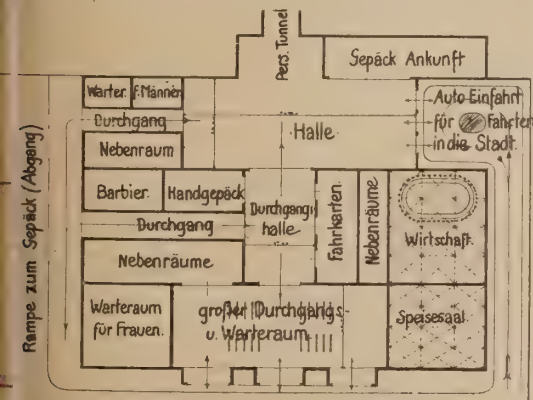 Pers. Tunnel
Gepäck Ankunft
Warter. f. Männer
Durchgang
Nebenraum
Halle
Auto Einfahrt
für Fahrten
in die Stadt.
Rampe zum Gepäck (Abgang)
Barbier.
Handgepäck
Durchgangs
halle
Fahrkarten.
Nebenräume
Wirtschaft.
Durchgang
Nebenräume
Warteraum
für Frauen.
großer Durchgangs
u. Warteraum
Speisesaal